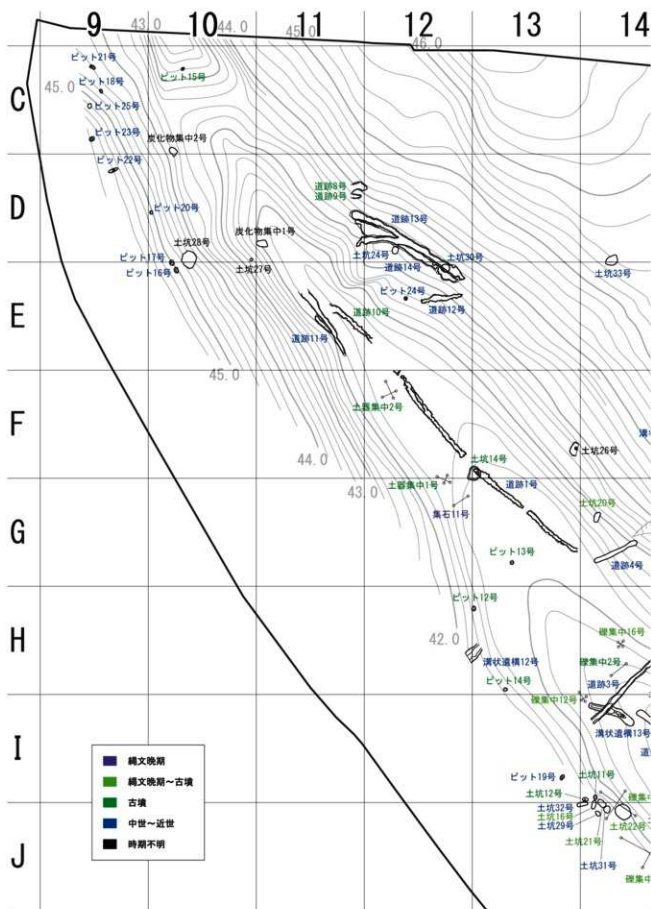 9 10 11 12 13 14
43.0
44.0
45.0
46.0
ピット21号
ピット15号
45.0
ピット18号
C
ピット25号
ピット23号
炭化物集中2号
ピット22号
道跡8号
道跡9号
D
ピット20号
道跡13号
炭化物集中1号
土坑28号
土坑24号
土坑30号
ピット17号
道跡14号
ピット16号
土坑27号
土坑33号
ピット24号
道跡12号
E
道跡10号
道跡11号
45.0
土器集中2号
F
土坑26号
44.0
土坑14号
43.0
土器集中1号
道跡1号
集石11号
土坑20号
G
ピット13号
道跡4号
ピット12号
42.0
礫集中16号
H
溝状遺構12号
礫集中2号
ピット14号
道跡3号
礫集中12号
溝状遺構13号
I
縄文晩期
縄文晩期～古墳
古墳
中世～近世
時期不明
ピット19号
土坑11号
土坑12号
土坑32号
土坑16号
土坑29号
土坑22号
土坑21号
土坑31号
J
礫集中